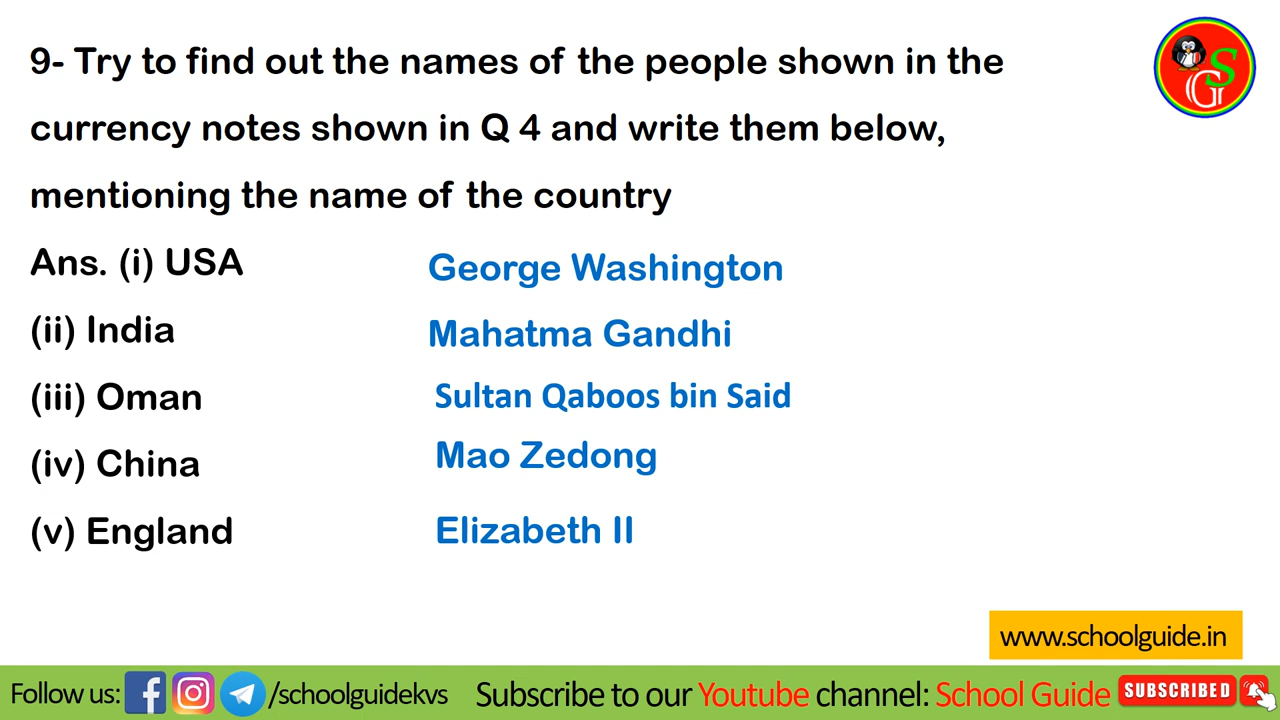 9- Try to find out the names of the people shown in the
currency notes shown in Q 4 and write them below,
mentioning the name of the country
Ans. (i) USA George Washington
(ii) India Mahatma Gandhi
(iii) Oman Sultan Qaboos bin Said
(iv) China Mao Zedong
(v) England Elizabeth II
SG
www.schoolguide.in
Follow us: /schoolguidekvs Subscribe to our Youtube channel: School Guide SUBSCRIBED